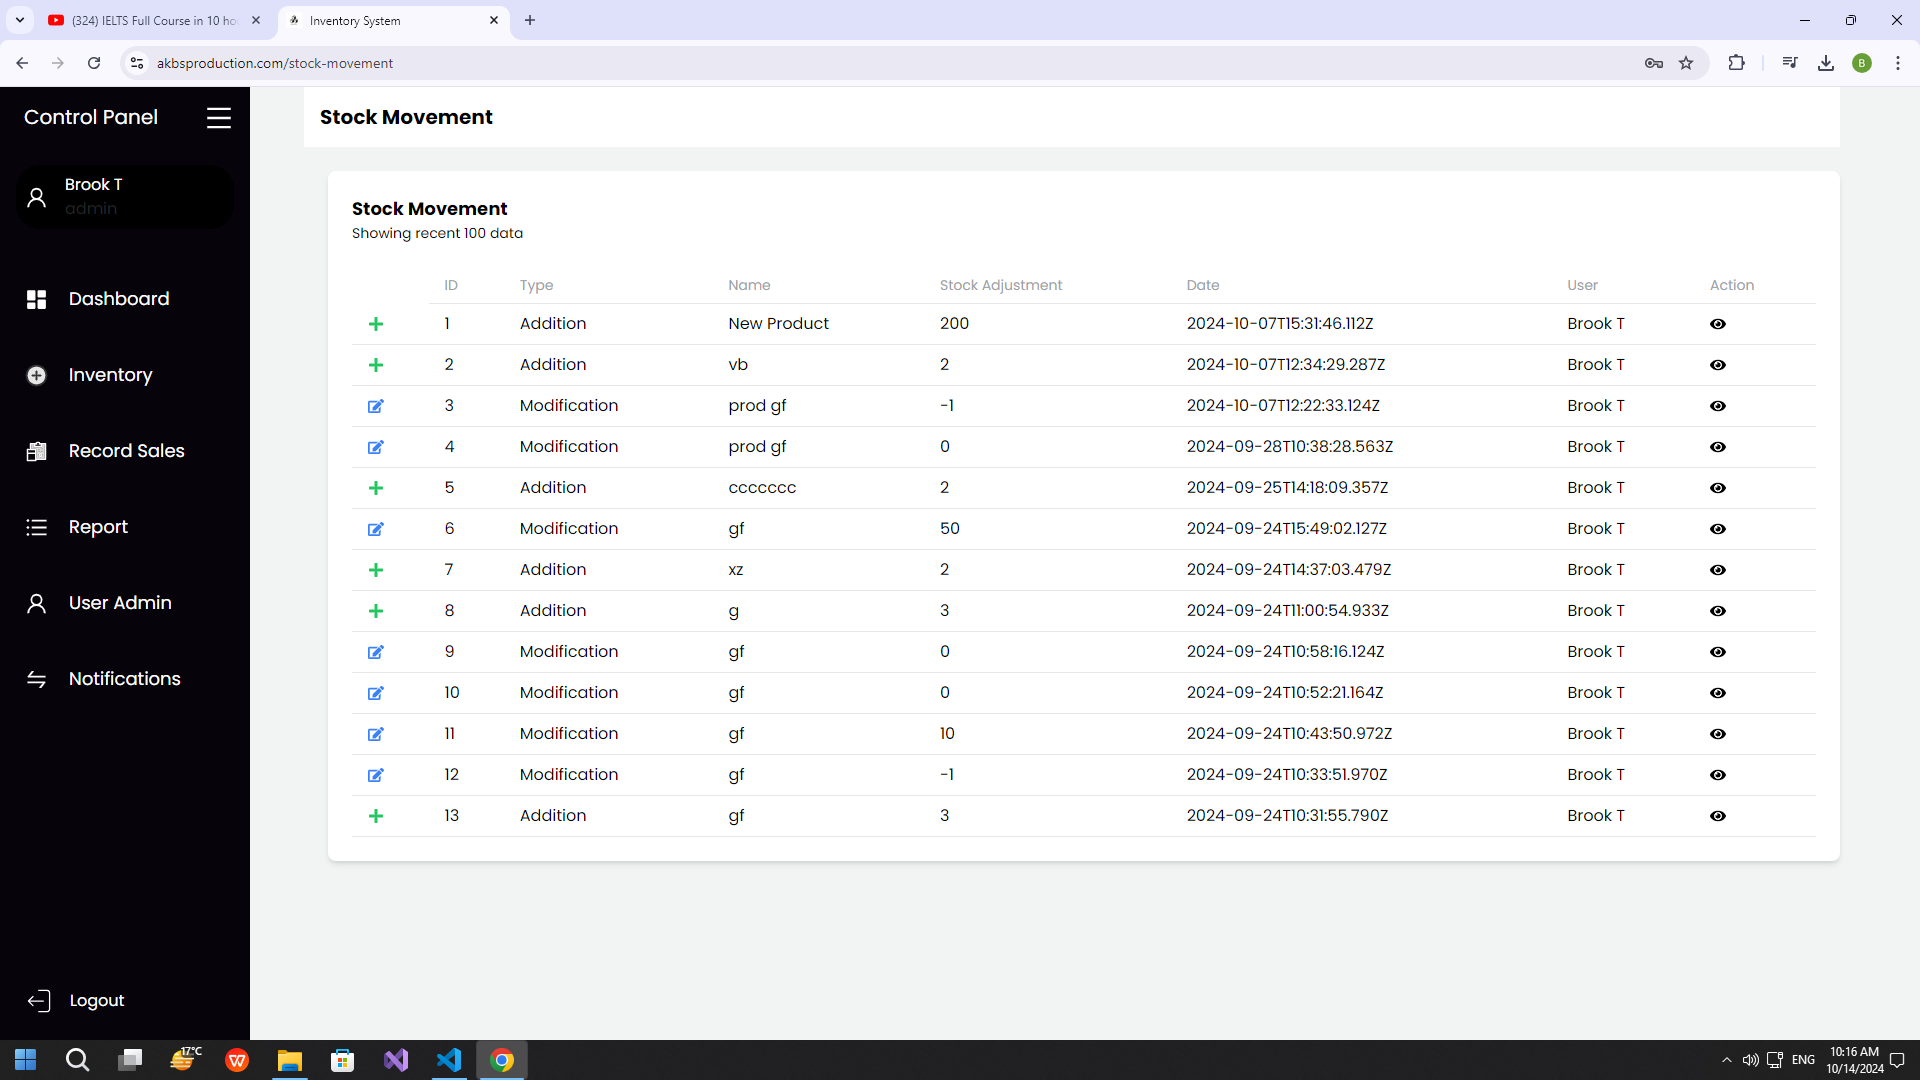 (324) IELTS Full Course in 10 ho
Inventory System
akbsproduction.com/stock-movement
B
Control Panel
Stock Movement
Brook T
admin
Dashboard
Inventory
Record Sales
Report
User Admin
Notifications
Logout
Stock Movement
Showing recent 100 data
ID Type Name Stock Adjustment Date User Action
1 Addition New Product 200 2024-10-07T15:31:46.112Z Brook T
2 Addition vb 2 2024-10-07T12:34:29.287Z Brook T
3 Modification prod gf -1 2024-10-07T12:22:33.124Z Brook T
4 Modification prod gf 0 2024-09-28T10:38:28.563Z Brook T
5 Addition ccccccc 2 2024-09-25T14:18:09.357Z Brook T
6 Modification gf 50 2024-09-24T15:49:02.127Z Brook T
7 Addition xz 2 2024-09-24T14:37:03.479Z Brook T
8 Addition g 3 2024-09-24T11:00:54.933Z Brook T
9 Modification gf 0 2024-09-24T10:58:16.124Z Brook T
10 Modification gf 0 2024-09-24T10:52:21.164Z Brook T
11 Modification gf 10 2024-09-24T10:43:50.972Z Brook T
12 Modification gf -1 2024-09-24T10:33:51.970Z Brook T
13 Addition gf 3 2024-09-24T10:31:55.790Z Brook T
17°C
ENG
10:16 AM
10/14/2024